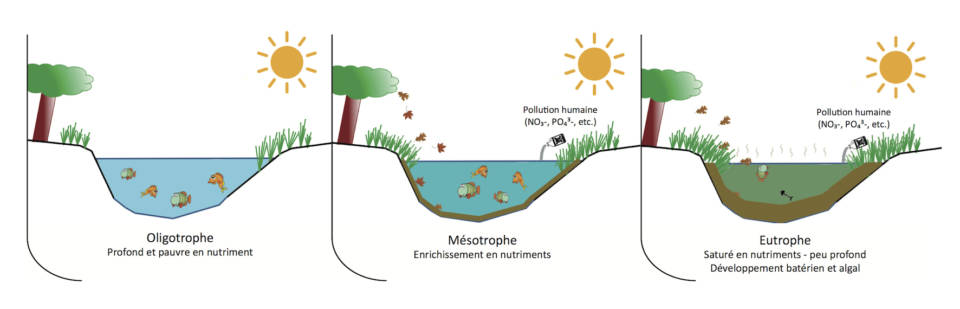 Oligotrophe
Profond et pauvre en nutriment
Pollution humaine
(NO₃-, PO₄³-, etc.)
Mésotrophe
Enrichissement en nutriments
Pollution humaine
(NO₃-, PO₄³-, etc.)
Eutrophe
Saturé en nutriments - peu profond
Développement batérien et algal